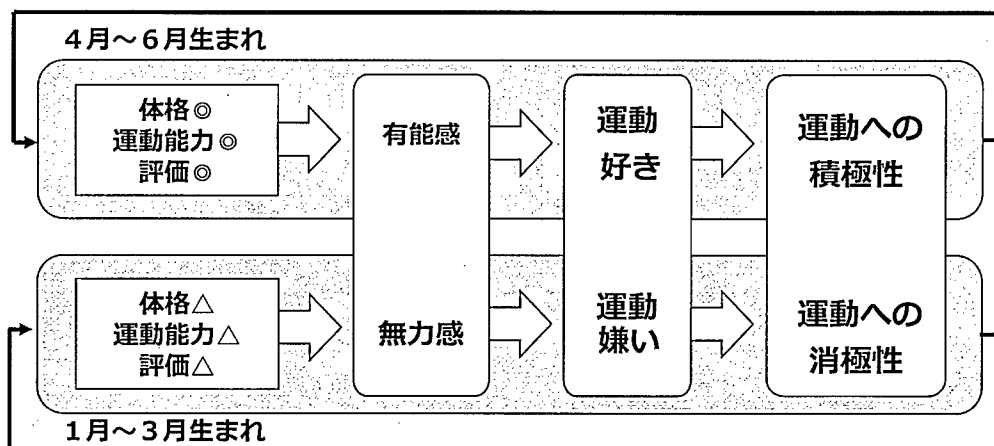 4月～6月生まれ
体格◎
運動能力◎
評価◎
有能感
運動
好き
運動への
積極性
体格△
運動能力△
評価△
無力感
運動
嫌い
運動への
消極性
1月～3月生まれ